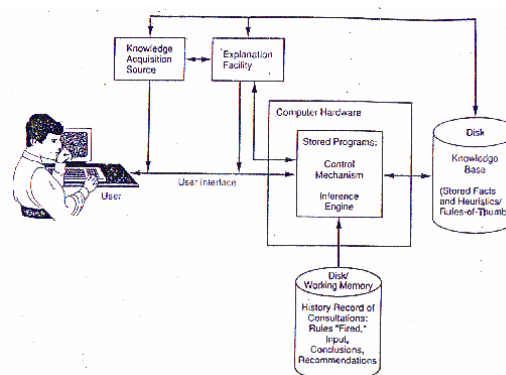 Knowledge
Acquisition
Source
Explanation
Facility
Computer Hardware
Stored Programs:
Control
Mechanism
Inference
Engine
Disk
Knowledge
Base
(Stored Facts
and Heuristics/
Rules-of-Thumb
User Interface
User
Disk/
Working Memory
History Record of
Consultations:
Rules "Fired,"
Input,
Conclusions,
Recommendations